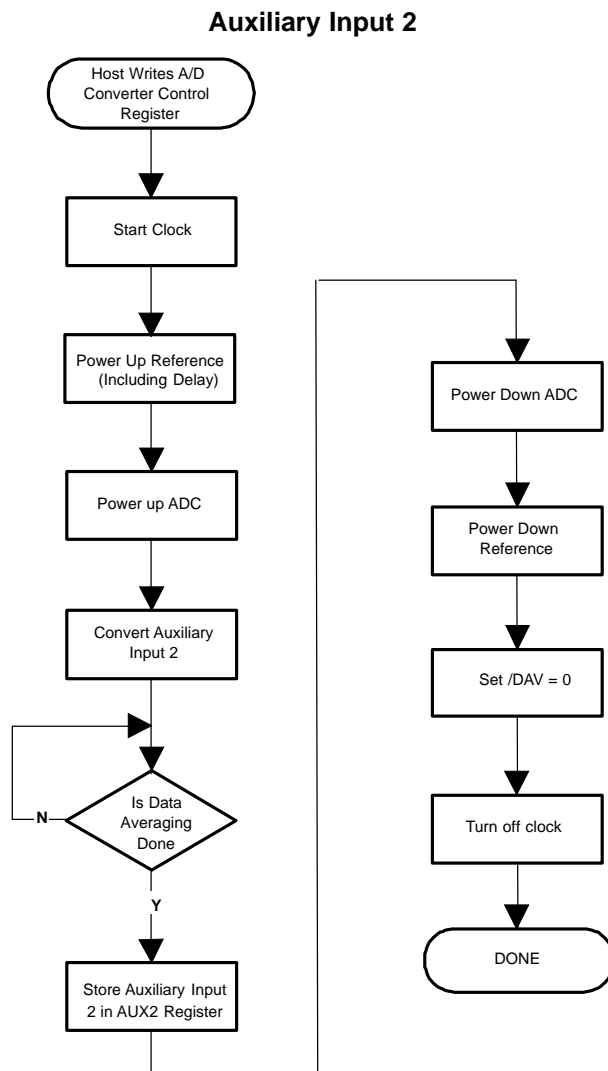 Auxiliary Input 2
Host Writes A/D
Converter Control
Register
Start Clock
Power Up Reference
(Including Delay)
Power up ADC
Convert Auxiliary
Input 2
Is Data
Averaging
Done
N
Y
Store Auxiliary Input
2 in AUX2 Register
Power Down ADC
Power Down
Reference
Set /DAV = 0
Turn off clock
DONE